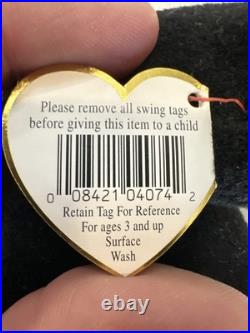 Please remove all swing tags
before giving this item to a child
0 08421 04074 2
Retain Tag For Reference
For ages 3 and up
Surface
Wash